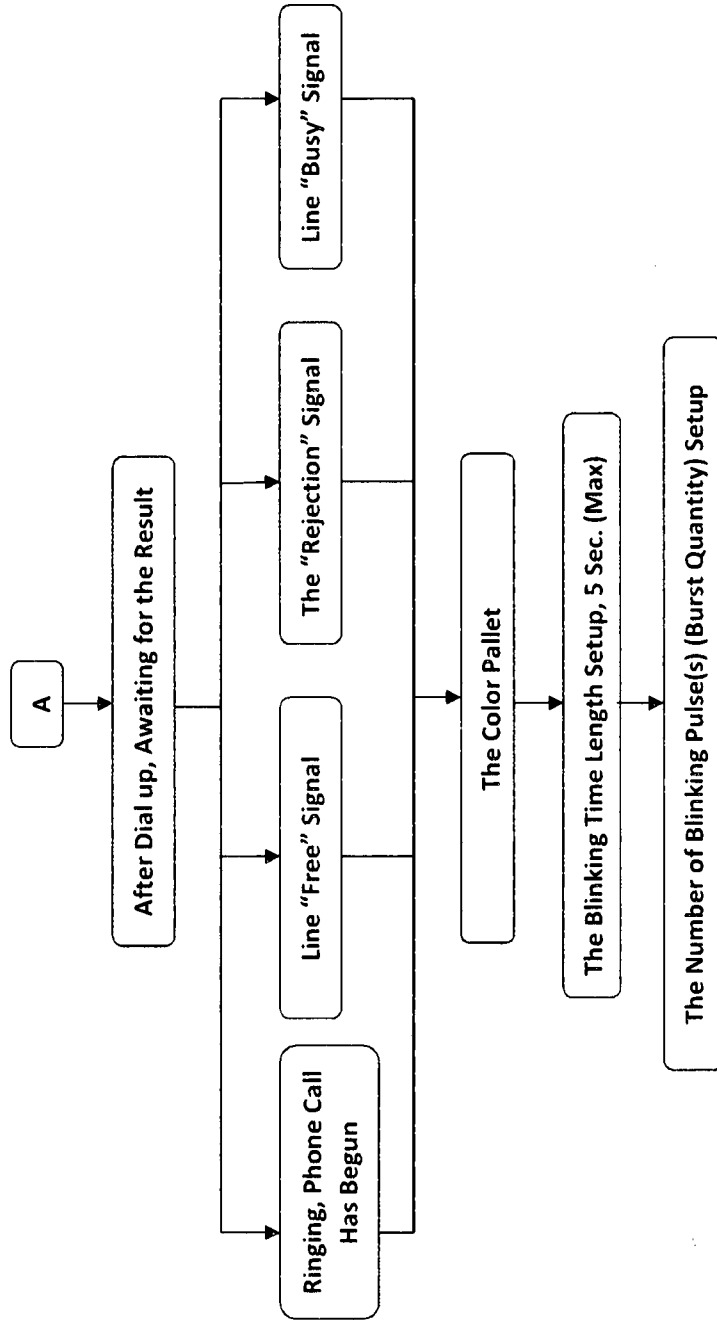 A
After Dial up, Awaiting for the Result
Ringing, Phone Call
Has Begun
Line “Free” Signal
The “Rejection” Signal
Line “Busy” Signal
The Color Pallet
The Blinking Time Length Setup, 5 Sec. (Max)
The Number of Blinking Pulse(s) (Burst Quantity) Setup